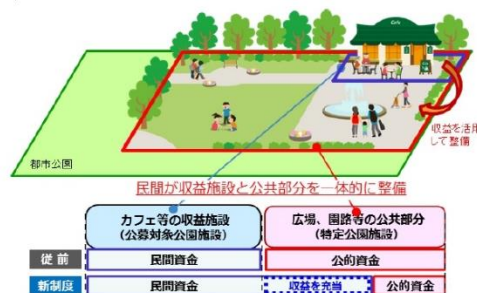 Cafe
収益を活用
して整備
都市公園
民間が収益施設と公共部分を一体的に整備
カフェ等の収益施設
(公募対象公園施設)
広場、園路等の公共部分
(特定公園施設)
従前
民間資金
公的資金
新制度
民間資金
収益を充当
公的資金